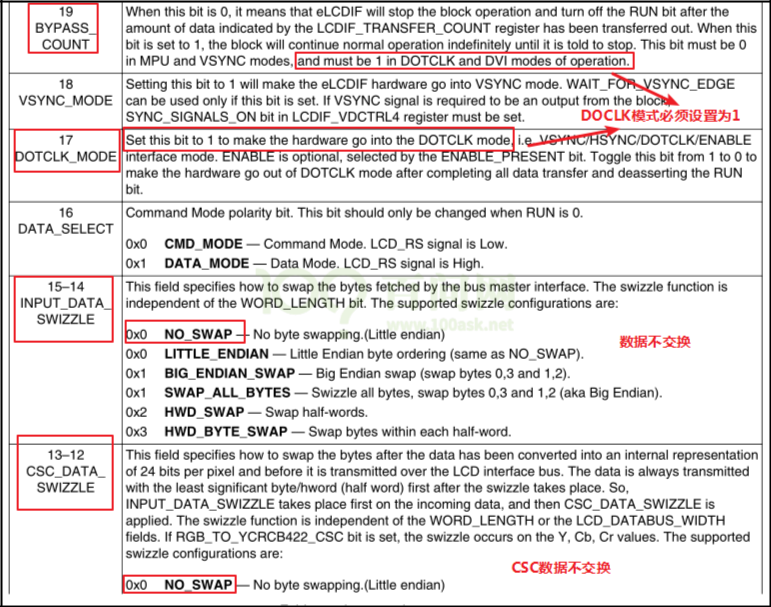 19
BYPASS_
COUNT
When this bit is 0, it means that eLCDIF will stop the block operation and turn off the RUN bit after the
amount of data indicated by the LCDIF_TRANSFER_COUNT register has been transferred out. When this
bit is set to 1, the block will continue normal operation indefinitely until it is told to stop. This bit must be 0
in MPU and VSYNC modes, and must be 1 in DOTCLK and DVI modes of operation.
18
VSYNC_MODE
Setting this bit to 1 will make the eLCDIF hardware go into VSYNC mode. WAIT_FOR_VSYNC_EDGE
can be used only if this bit is set. If VSYNC signal is required to be an output from the block,
SYNC_SIGNALS_ON bit in LCDIF_VDCTRL4 register must be set.
DOCLK模式必须设置为1
17
DOTCLK_MODE
Set this bit to 1 to make the hardware go into the DOTCLK mode, i.e. VSYNC/HSYNC/DOTCLK/ENABLE
interface mode. ENABLE is optional, selected by the ENABLE_PRESENT bit. Toggle this bit from 1 to 0 to
make the hardware go out of DOTCLK mode after completing all data transfer and deasserting the RUN
bit.
16
DATA_SELECT
Command Mode polarity bit. This bit should only be changed when RUN is 0.
0x0 CMD_MODE — Command Mode. LCD_RS signal is Low.
0x1 DATA_MODE — Data Mode. LCD_RS signal is High.
15–14
INPUT_DATA_
SWIZZLE
This field specifies how to swap the bytes fetched by the bus master interface. The swizzle function is
independent of the WORD_LENGTH bit. The supported swizzle configurations are:
0x0 NO_SWAP — No byte swapping.(Little endian)
0x0 LITTLE_ENDIAN — Little Endian byte ordering (same as NO_SWAP).
0x1 BIG_ENDIAN_SWAP — Big Endian swap (swap bytes 0,3 and 1,2).
0x1 SWAP_ALL_BYTES — Swizzle all bytes, swap bytes 0,3 and 1,2 (aka Big Endian).
0x2 HWD_SWAP — Swap half-words.
0x3 HWD_BYTE_SWAP — Swap bytes within each half-word.
数据不交换
www.100ask.net
13–12
CSC_DATA_
SWIZZLE
This field specifies how to swap the bytes after the data has been converted into an internal representation
of 24 bits per pixel and before it is transmitted over the LCD interface bus. The data is always transmitted
with the least significant byte/hword (half word) first after the swizzle takes place. So,
INPUT_DATA_SWIZZLE takes place first on the incoming data, and then CSC_DATA_SWIZZLE is
applied. The swizzle function is independent of the WORD_LENGTH or the LCD_DATABUS_WIDTH
fields. If RGB_TO_YCRCB422_CSC bit is set, the swizzle occurs on the Y, Cb, Cr values. The supported
swizzle configurations are:
CSC数据不交换
0x0 NO_SWAP — No byte swapping.(Little endian)